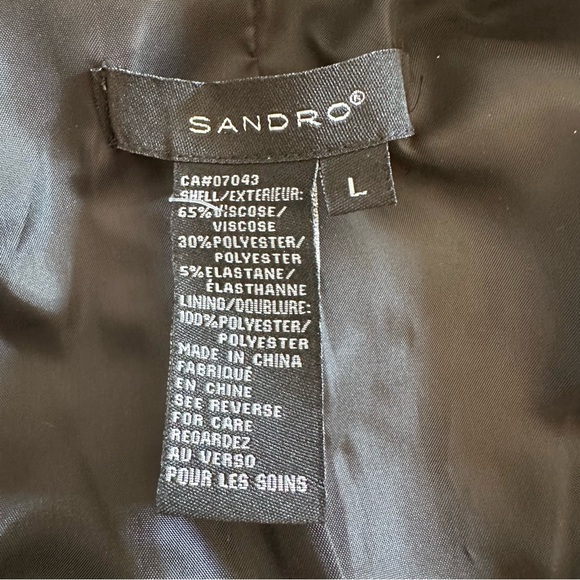 SANDRO®
L
CA#07043
SHELL/EXTERIEUR:
65%VISCOSE/
VISCOSE
30%POLYESTER/
POLYESTER
5%ELASTANE/
ÉLASTHANNE
LINING/DOUBLURE:
100%POLYESTER/
POLYESTER
MADE IN CHINA
FABRIQUÉ
EN CHINE
SEE REVERSE
FOR CARE
REGARDEZ
AU VERSO
POUR LES SOINS